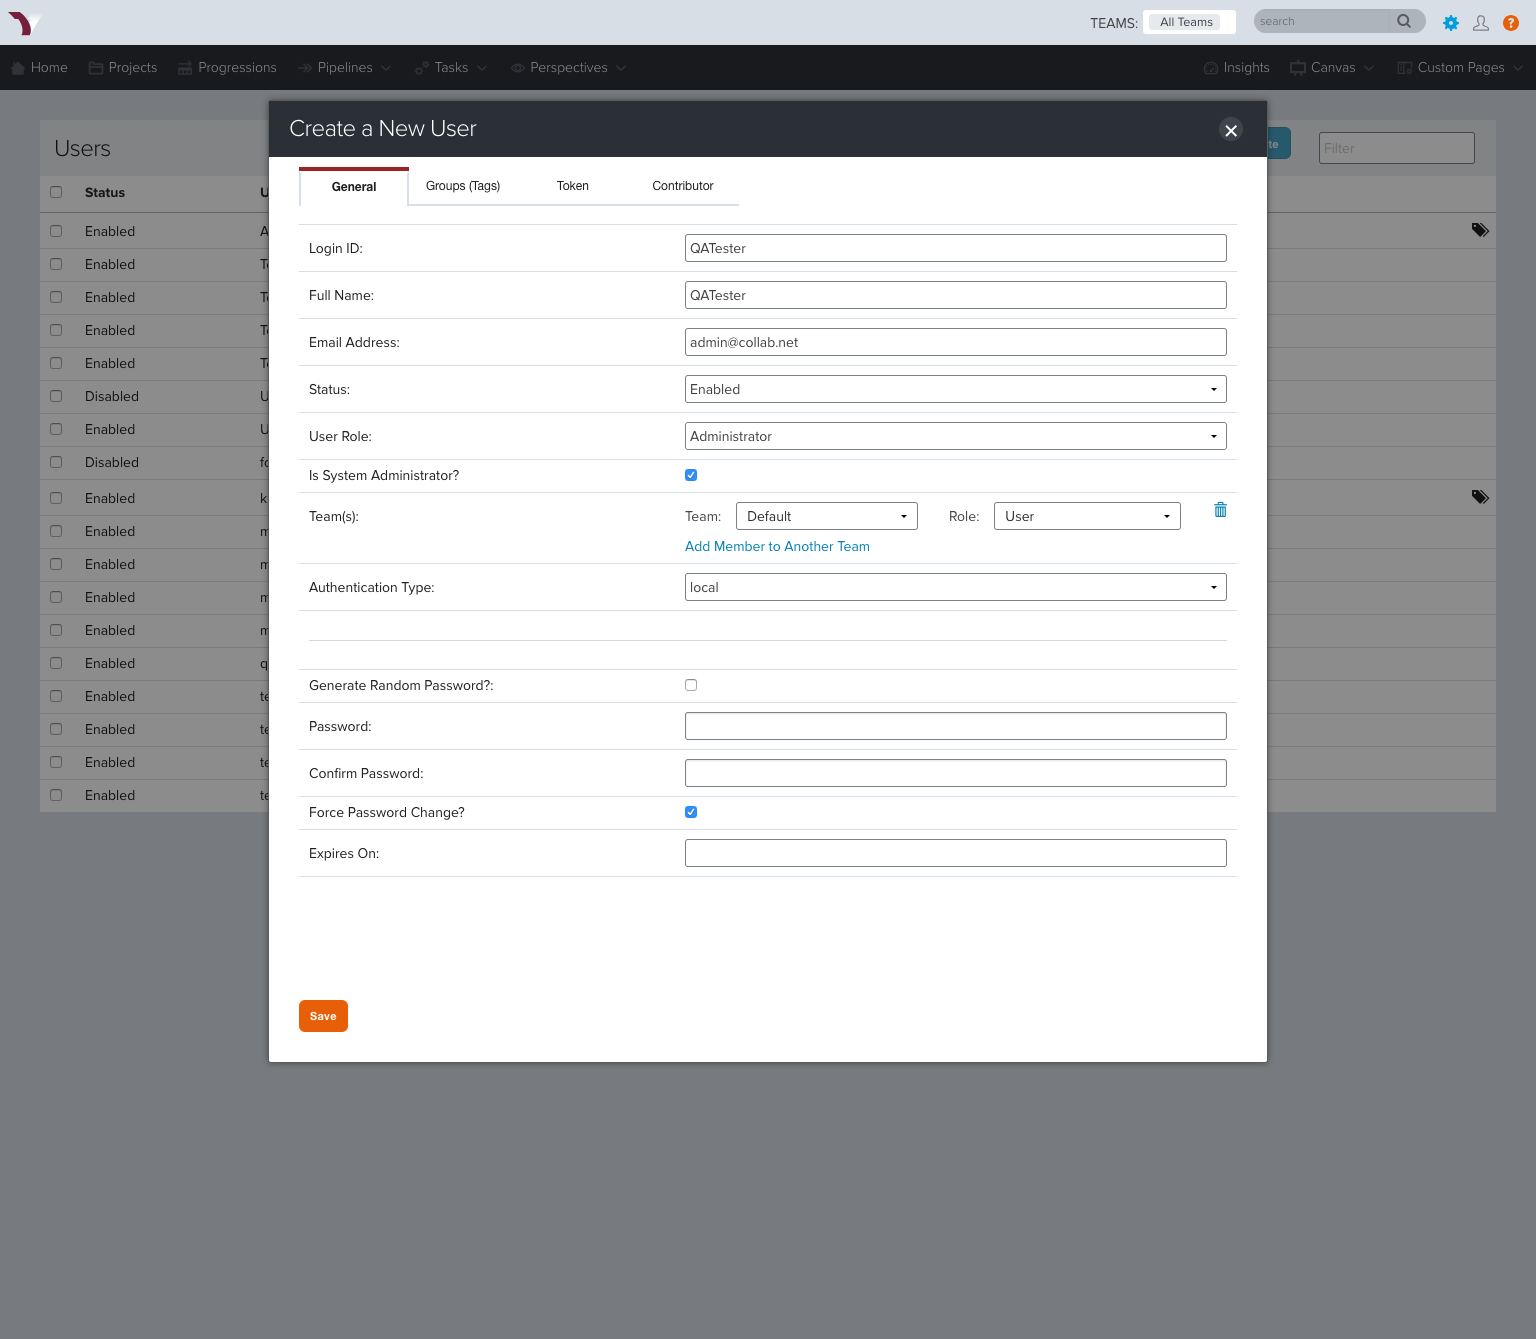 TEAMS: All Teams search ?
Home Projects Progressions Pipelines Tasks Perspectives Insights Canvas Custom Pages
Create a New User
Users
Filter
General Groups (Tags) Token Contributor
Status
Login ID: QATester
Enabled
Enabled
Full Name: QATester
Enabled
Enabled
Email Address: admin@collab.net
Enabled
Status: Enabled
Disabled
User Role: Administrator
Enabled
Disabled
Is System Administrator?
Enabled
Team(s): Team: Default Role: User
Enabled
Add Member to Another Team
Enabled
Authentication Type: local
Enabled
Enabled
Enabled
Generate Random Password?:
Enabled
Password:
Enabled
Enabled
Confirm Password:
Enabled
Force Password Change?
Expires On:
Save